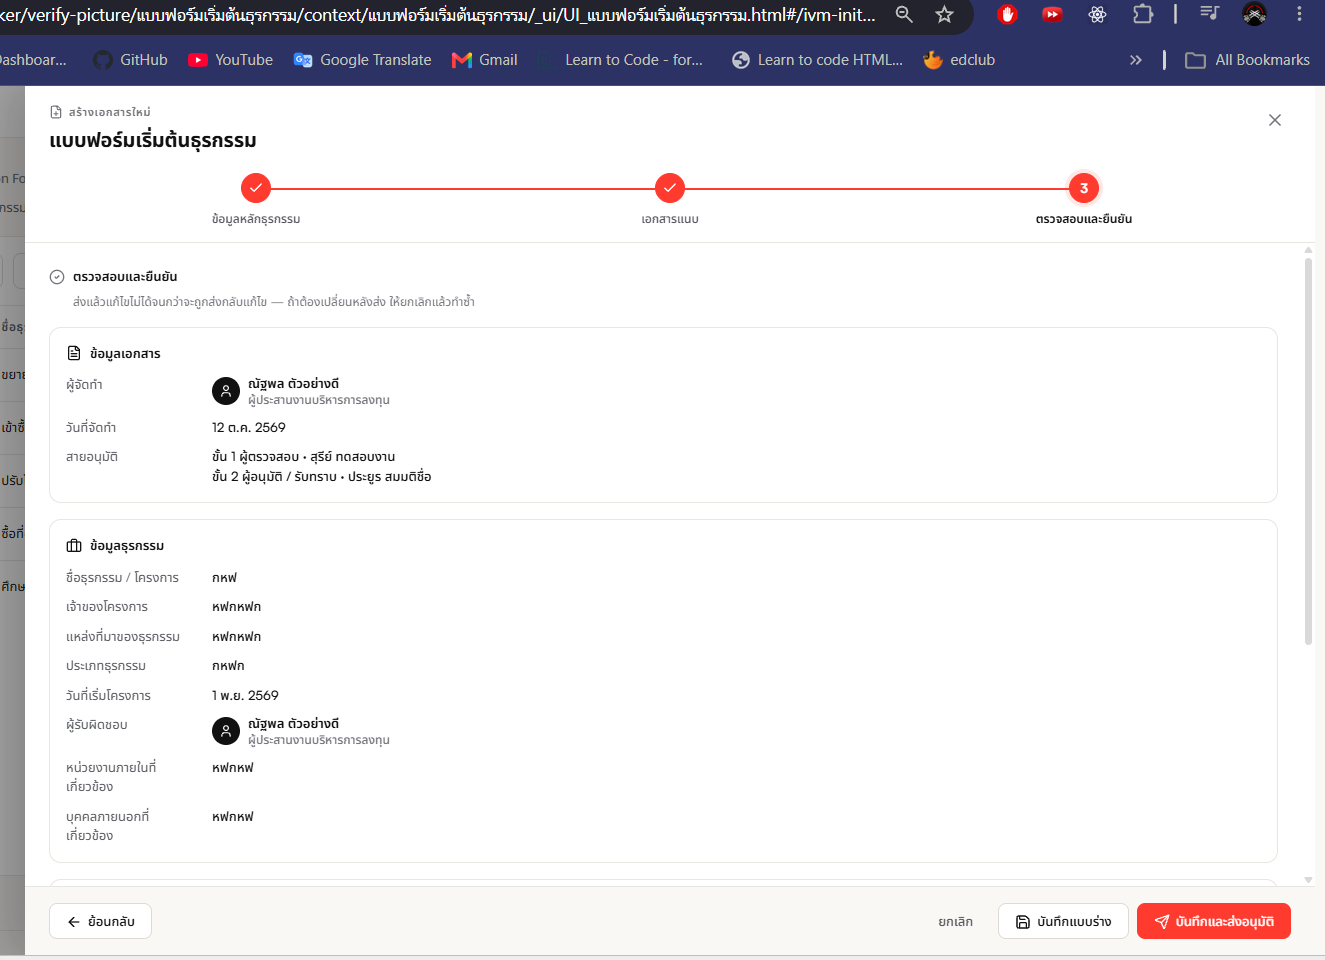 ker/verify-picture/แบบฟอร์มเริ่มต้นธุรกรรม/context/แบบฟอร์มเริ่มต้นธุรกรรม/_ui/UI_แบบฟอร์มเริ่มต้นธุรกรรม.html#/ivm-init...
ashboar... GitHub YouTube Google Translate Gmail Learn to Code - for... Learn to code HTML... edclub All Bookmarks
สร้างเอกสารใหม่
แบบฟอร์มเริ่มต้นธุรกรรม
3
ข้อมูลหลักธุรกรรม เอกสารแนบ ตรวจสอบและยืนยัน
ตรวจสอบและยืนยัน
ส่งแล้วแก้ไขไม่ได้จนกว่าจะถูกส่งกลับแก้ไข — ถ้าต้องเปลี่ยนหลังส่ง ให้ยกเลิกแล้วทำซ้ำ
ข้อมูลเอกสาร
ผู้จัดทำ ณัฐพล ตัวอย่างดี
ผู้ประสานงานบริหารการลงทุน
วันที่จัดทำ 12 ต.ค. 2569
สายอนุมัติ ขั้น 1 ผู้ตรวจสอบ • สุรีย์ ทดสอบงาน
ขั้น 2 ผู้อนุมัติ / รับทราบ • ประยูร สมมติชื่อ
ข้อมูลธุรกรรม
ชื่อธุรกรรม / โครงการ กหฟ
เจ้าของโครงการ หฟกหฟก
แหล่งที่มาของธุรกรรม หฟกหฟก
ประเภทธุรกรรม กหฟก
วันที่เริ่มโครงการ 1 พ.ย. 2569
ผู้รับผิดชอบ ณัฐพล ตัวอย่างดี
ผู้ประสานงานบริหารการลงทุน
หน่วยงานภายในที่ หฟกหฟ
เกี่ยวข้อง
บุคคลภายนอกที่ หฟกหฟ
เกี่ยวข้อง
ย้อนกลับ ยกเลิก บันทึกแบบร่าง บันทึกและส่งอนุมัติ